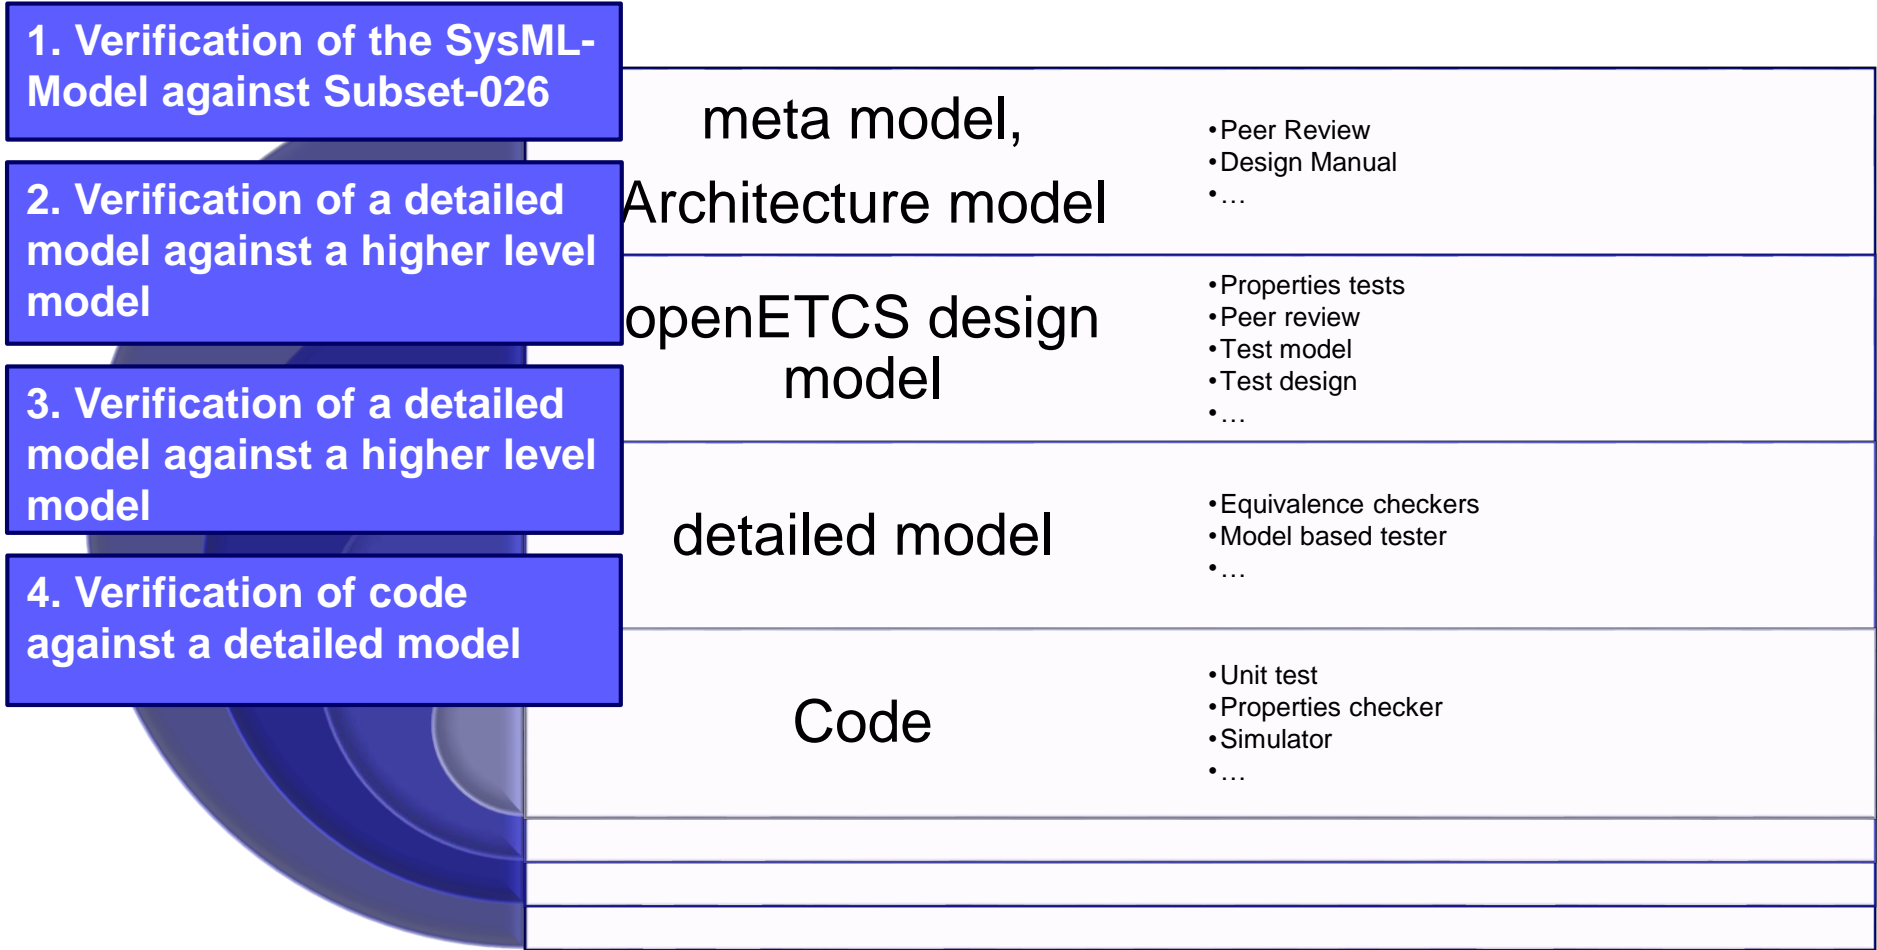 1. Verification of the SysML-
Model against Subset-026
2. Verification of a detailed
model against a higher level
model
3. Verification of a detailed
model against a higher level
model
4. Verification of code
against a detailed model
meta model,
Architecture model
•Peer Review
•Design Manual
•…
openETCS design
model
•Properties tests
•Peer review
•Test model
•Test design
•…
detailed model
•Equivalence checkers
•Model based tester
•…
Code
•Unit test
•Properties checker
•Simulator
•…